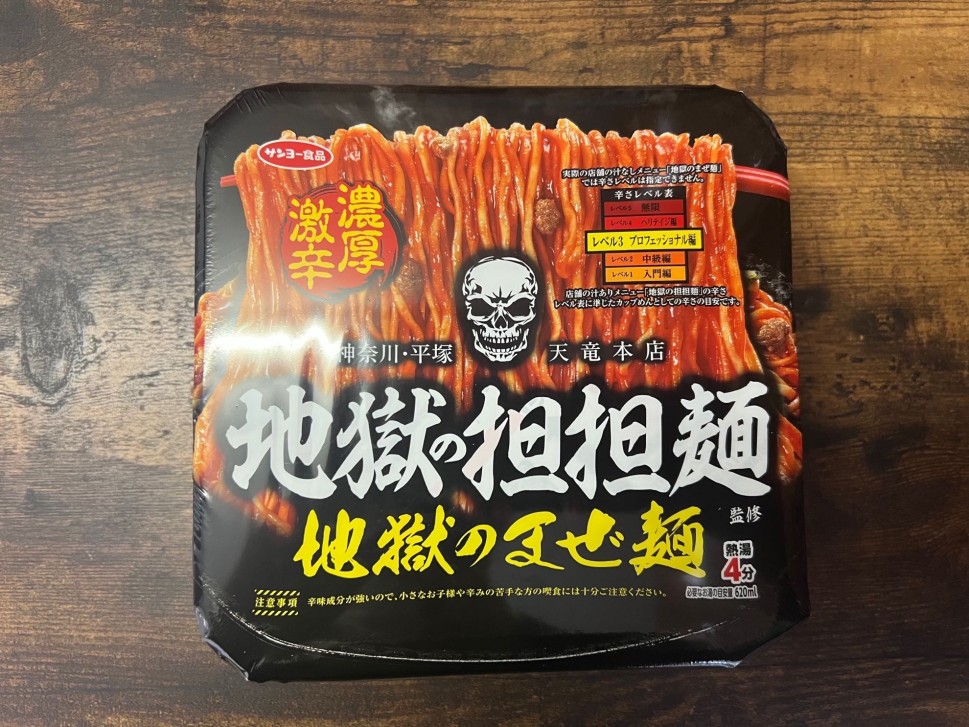 サンヨー食品
濃厚
激辛
実際の店舗の汁なしメニュー「地獄のまぜ麺」
では辛さレベルは指定できません。
辛さレベル表
レベル5 無限
レベル4 ヘリテイジ編
レベル3 プロフェッショナル編
レベル2 中級編
レベル1 入門編
店舗の汁ありメニュー「地獄の担担麺」の辛さ
レベル表に準じたカップめんとしての辛さの目安です。
神奈川・平塚 天竜本店
地獄の担担麺
監修
地獄のまぜ麺
熱湯
4分
必要なお湯の目安量 620ml
注意事項 辛味成分が強いので、小さなお子様や辛みの苦手な方の喫食には十分ご注意ください。